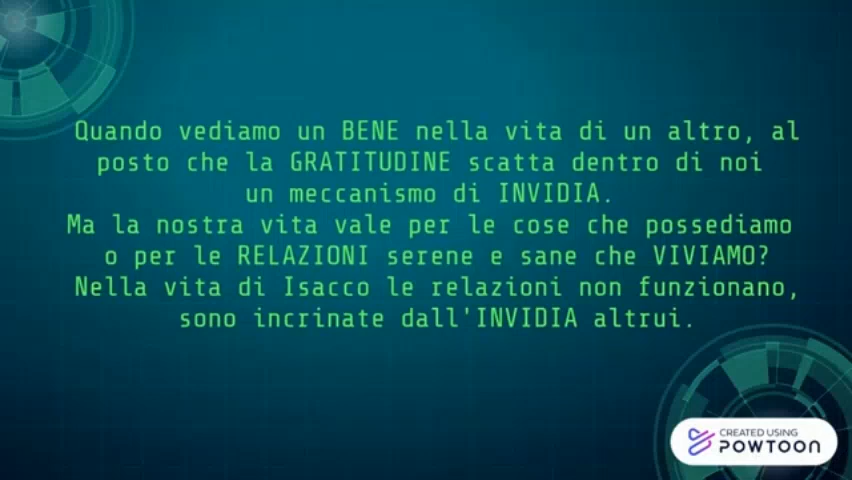 Quando vediamo un BENE nella vita di un altro, al
posto che la GRATITUDINE scatta dentro di noi
un meccanismo di INVIDIA.
Ma la nostra vita vale per le cose che possediamo
o per le RELAZIONI serene e sane che VIVIAMO?
Nella vita di Isacco le relazioni non funzionano,
sono incrinate dall'INVIDIA altrui.
CREATED USING
POWTOON